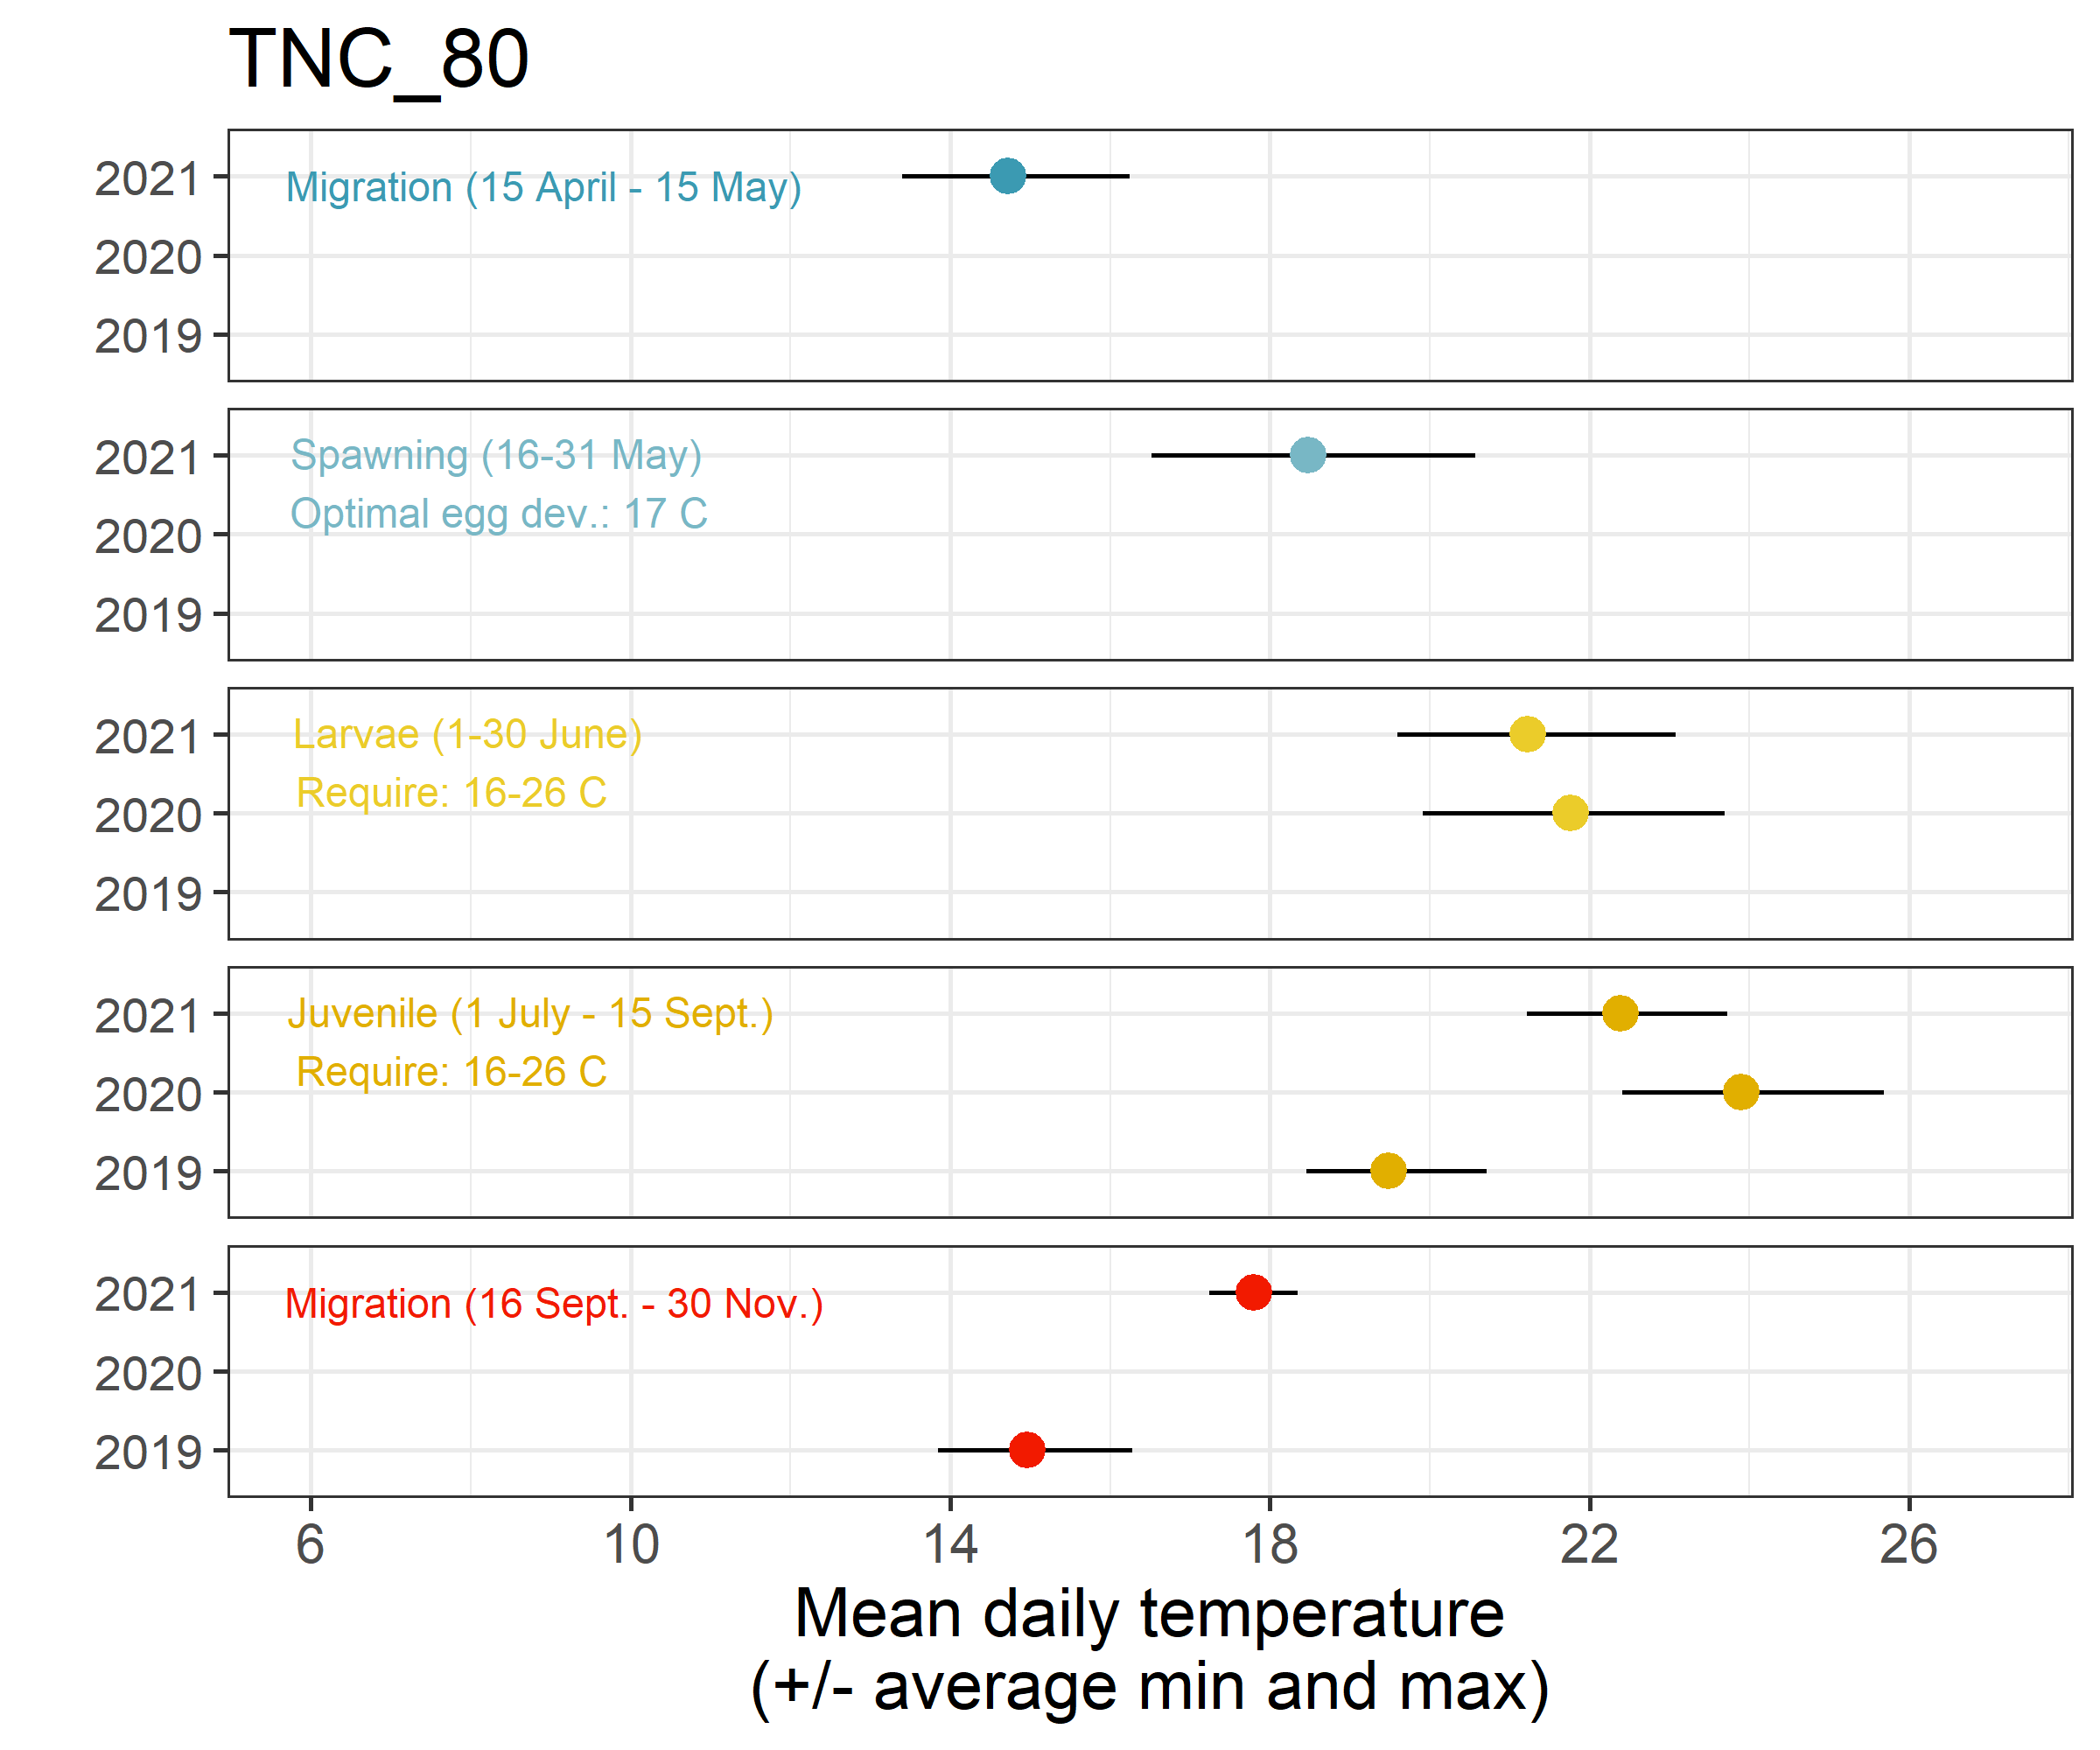 TNC_80
2021
Migration (15 April - 15 May)
2020
2019
2021
Spawning (16-31 May)
Optimal egg dev.: 17 C
2020
2019
2021
Larvae (1-30 June)
Require: 16-26 C
2020
2019
2021
Juvenile (1 July - 15 Sept.)
Require: 16-26 C
2020
2019
2021
Migration (16 Sept. - 30 Nov.)
2020
2019
6 10 14 18 22 26
Mean daily temperature
(+/- average min and max)